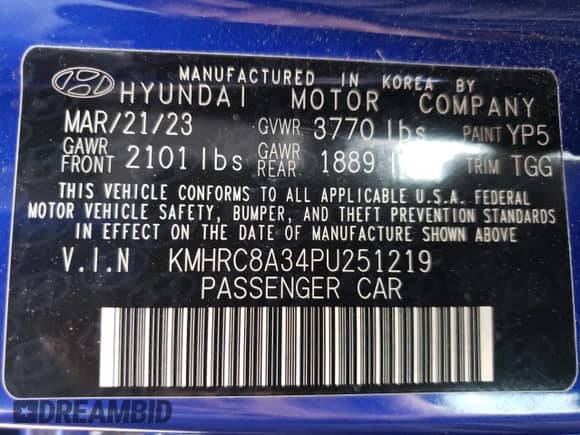 MANUFACTURED IN KOREA BY
HYUNDAI MOTOR COMPANY
MAR/21/23 GVWR 3770 lbs PAINT YP5
GAWR FRONT 2101 lbs GAWR REAR 1889 TRIM TGG
THIS VEHICLE CONFORMS TO ALL APPLICABLE U.S.A. FEDERAL
MOTOR VEHICLE SAFETY, BUMPER, AND THEFT PREVENTION STANDARDS
IN EFFECT ON THE DATE OF MANUFACTURE SHOWN ABOVE
V.I.N KMHRC8A34PU251219
PASSENGER CAR
DREAMBID